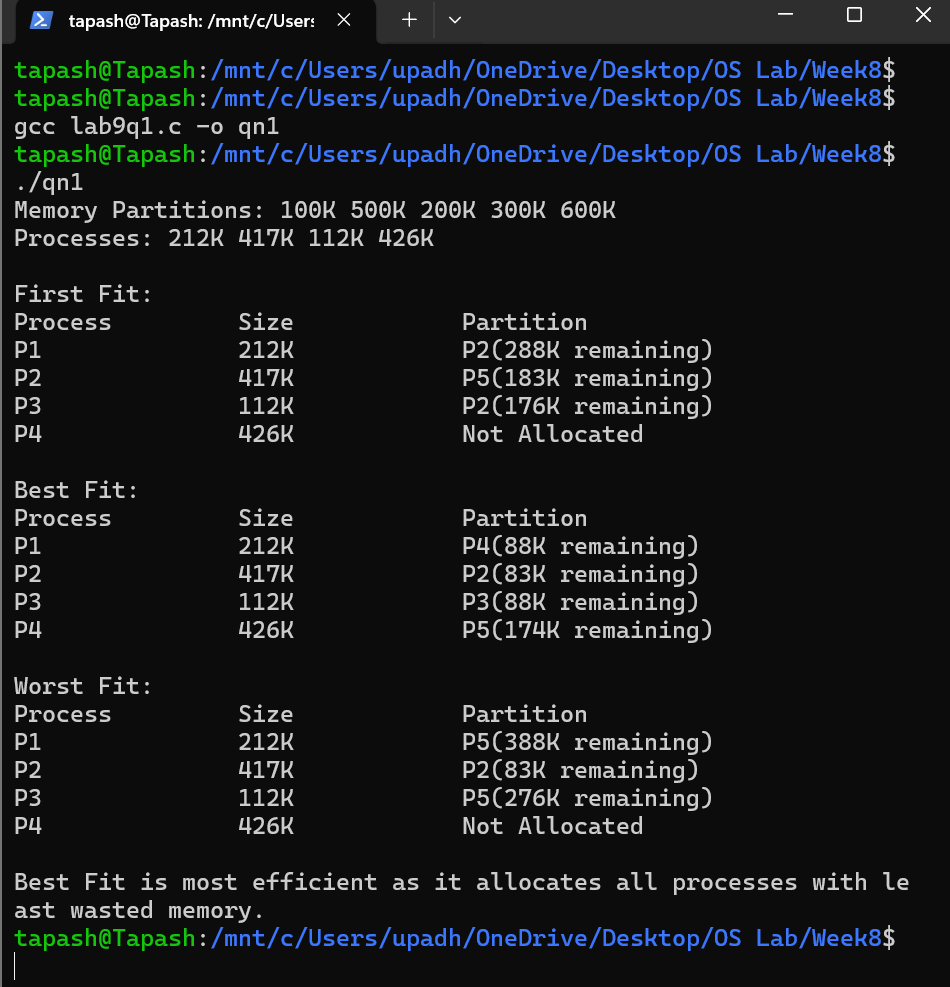 tapash@Tapash: /mnt/c/Users
tapash@Tapash:/mnt/c/Users/upadh/OneDrive/Desktop/OS Lab/Week8$
tapash@Tapash:/mnt/c/Users/upadh/OneDrive/Desktop/OS Lab/Week8$
gcc lab9q1.c -o qn1
tapash@Tapash:/mnt/c/Users/upadh/OneDrive/Desktop/OS Lab/Week8$
./qn1
Memory Partitions: 100K 500K 200K 300K 600K
Processes: 212K 417K 112K 426K

First Fit:
Process Size Partition
P1 212K P2(288K remaining)
P2 417K P5(183K remaining)
P3 112K P2(176K remaining)
P4 426K Not Allocated

Best Fit:
Process Size Partition
P1 212K P4(88K remaining)
P2 417K P2(83K remaining)
P3 112K P3(88K remaining)
P4 426K P5(174K remaining)

Worst Fit:
Process Size Partition
P1 212K P5(388K remaining)
P2 417K P2(83K remaining)
P3 112K P5(276K remaining)
P4 426K Not Allocated

Best Fit is most efficient as it allocates all processes with le
ast wasted memory.
tapash@Tapash:/mnt/c/Users/upadh/OneDrive/Desktop/OS Lab/Week8$